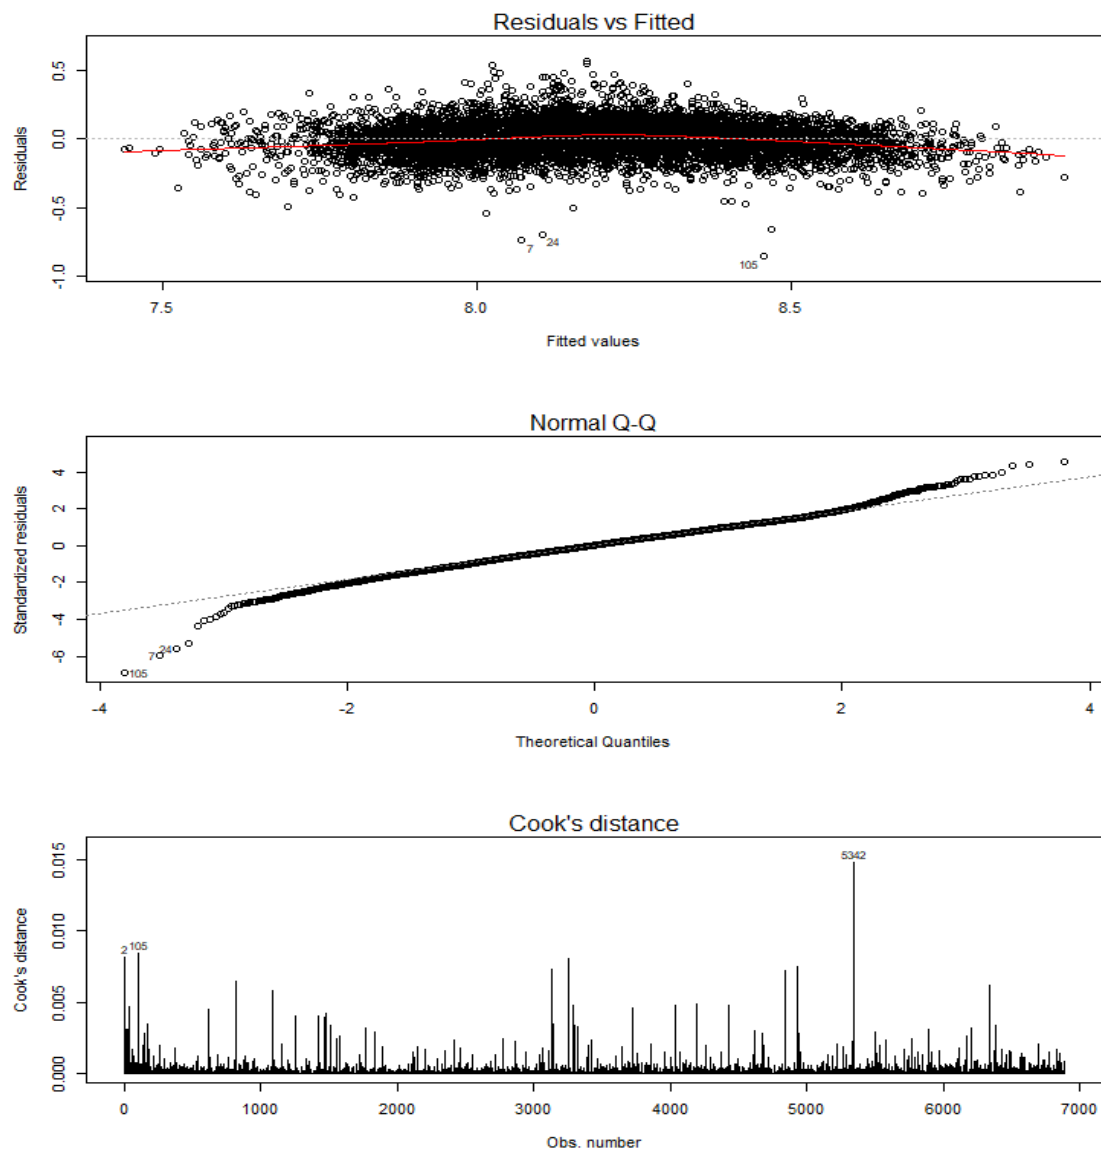 Residuals vs Fitted
Residuals
0.5
0.0
-0.5
-1.0
7
24
105
7.5 8.0 8.5
Fitted values
Normal Q-Q
Standardized residuals
4
2
0
-2
-4
-6
24
7
105
-4 -2 0 2 4
Theoretical Quantiles
Cook's distance
Cook's distance
0.015
0.010
0.005
0.000
2 105
5342
0 1000 2000 3000 4000 5000 6000 7000
Obs. number